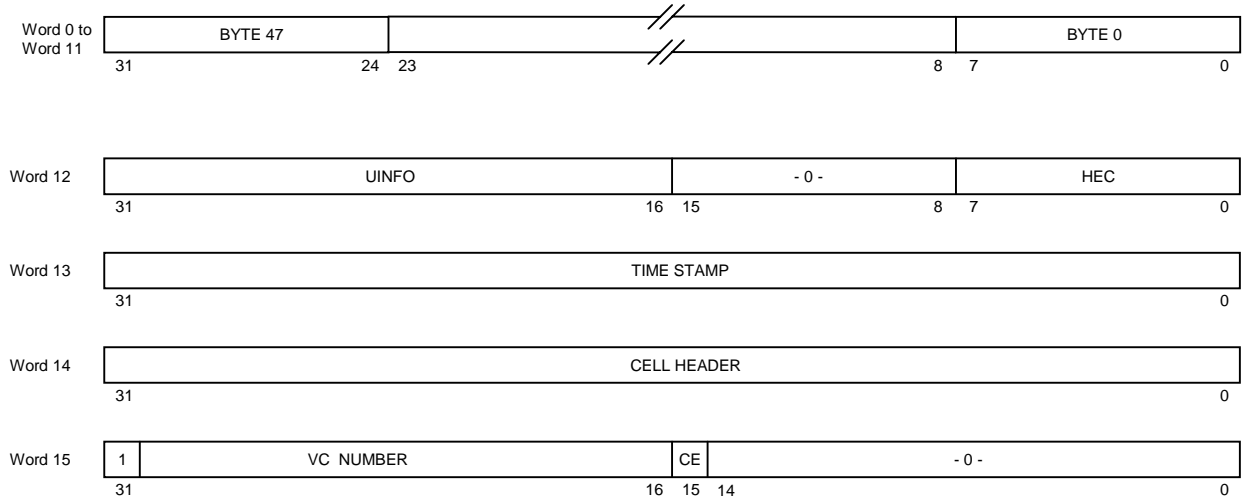 Word 0 to
Word 11
BYTE 47
BYTE 0
31 24 23 8 7 0
Word 12 UINFO - 0 - HEC
31 16 15 8 7 0
Word 13 TIME STAMP
31 0
Word 14 CELL HEADER
31 0
Word 15 1 VC NUMBER CE - 0 -
31 16 15 14 0